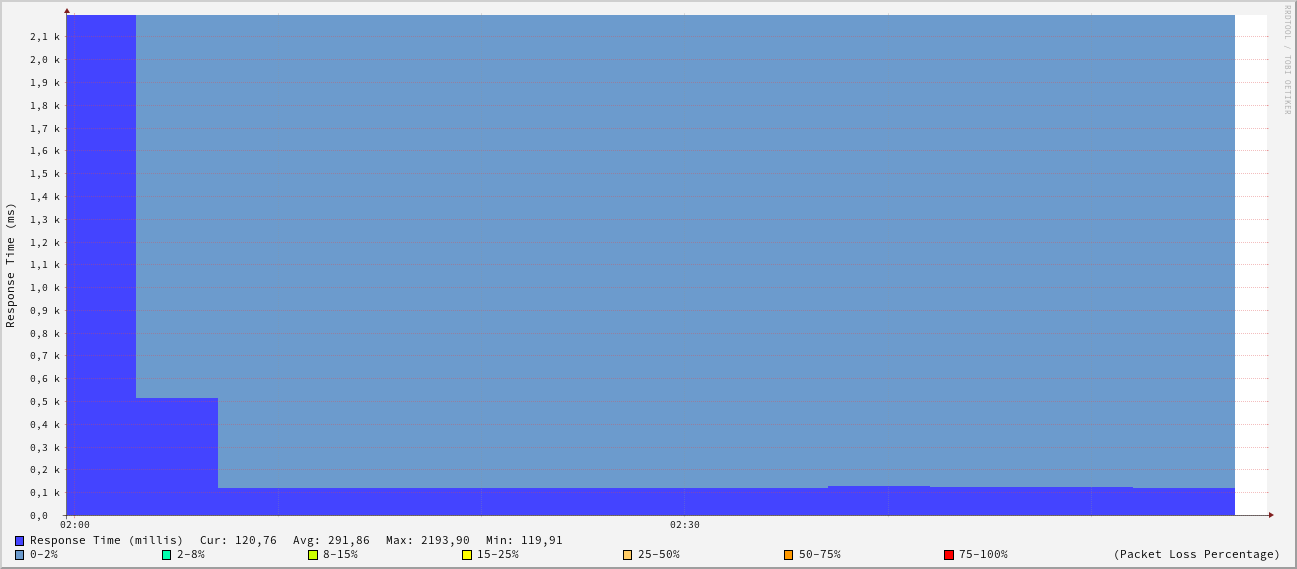 RRDTOOL / TOBI OETIKER
Response Time (ms)
2,1 k
2,0 k
1,9 k
1,8 k
1,7 k
1,6 k
1,5 k
1,4 k
1,3 k
1,2 k
1,1 k
1,0 k
0,9 k
0,8 k
0,7 k
0,6 k
0,5 k
0,4 k
0,3 k
0,2 k
0,1 k
0,0
02:00 02:30
Response Time (millis) Cur: 120,76 Avg: 291,86 Max: 2193,90 Min: 119,91
0-2% 2-8% 8-15% 15-25% 25-50% 50-75% 75-100% (Packet Loss Percentage)